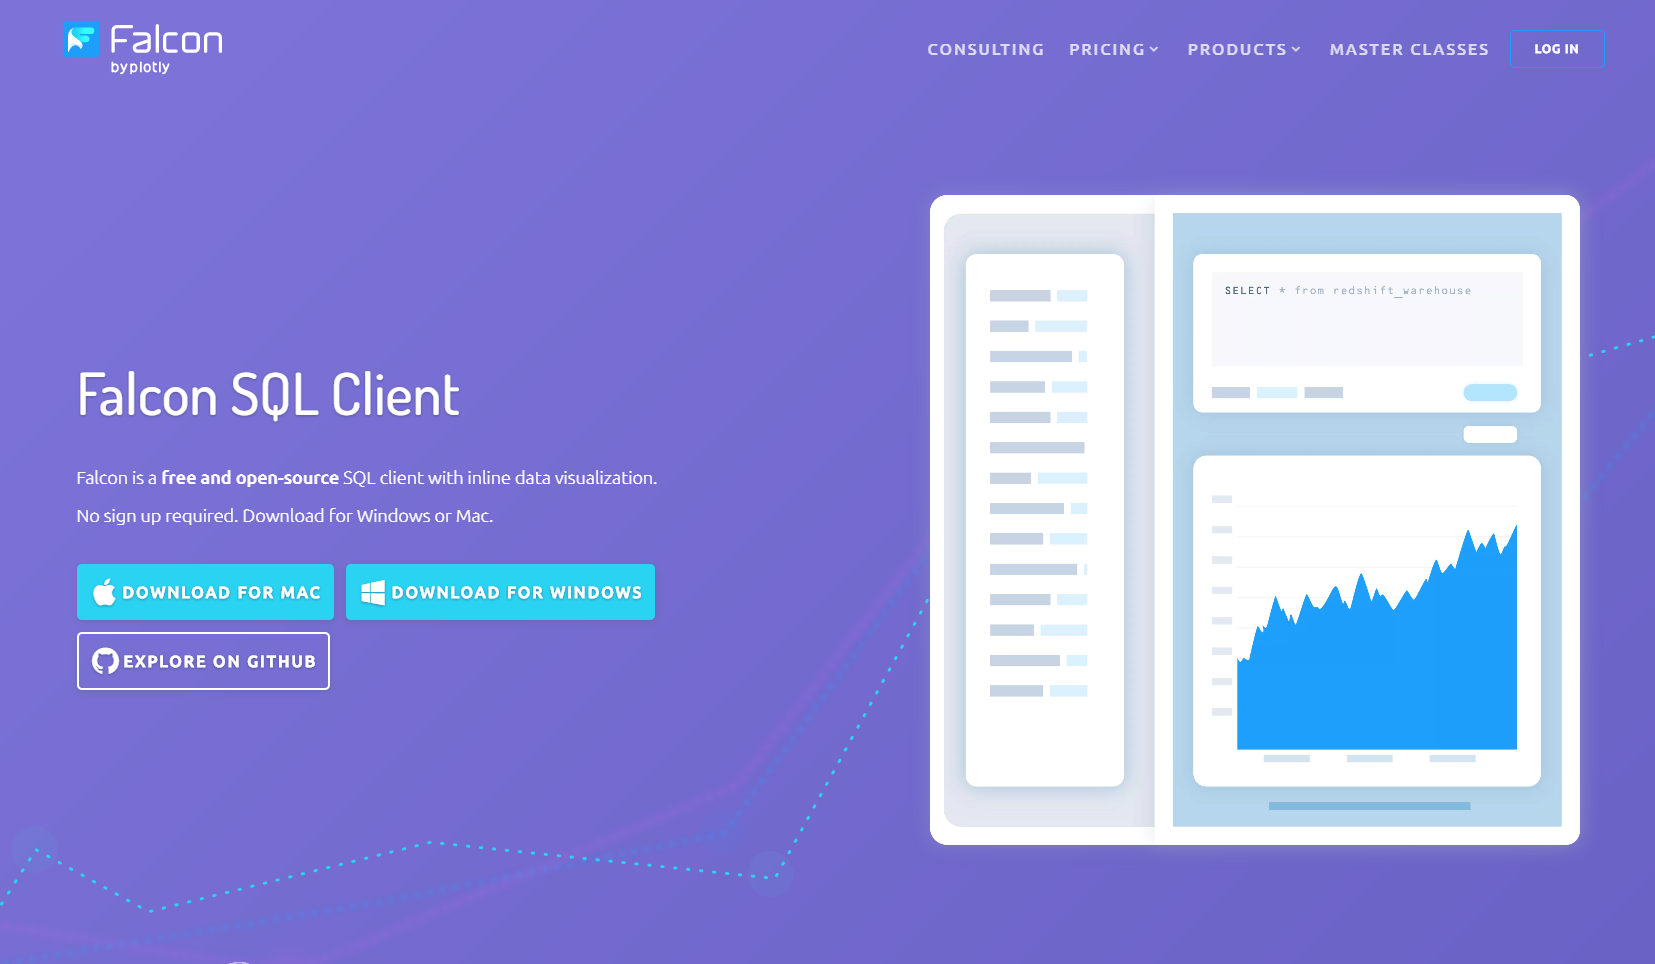 Falcon
by plotly
CONSULTING
PRICING
PRODUCTS
MASTER CLASSES
LOG IN
SELECT * from redshift_warehouse
Falcon SQL Client
Falcon is a free and open-source SQL client with inline data visualization.
No sign up required. Download for Windows or Mac.
DOWNLOAD FOR MAC
DOWNLOAD FOR WINDOWS
EXPLORE ON GITHUB